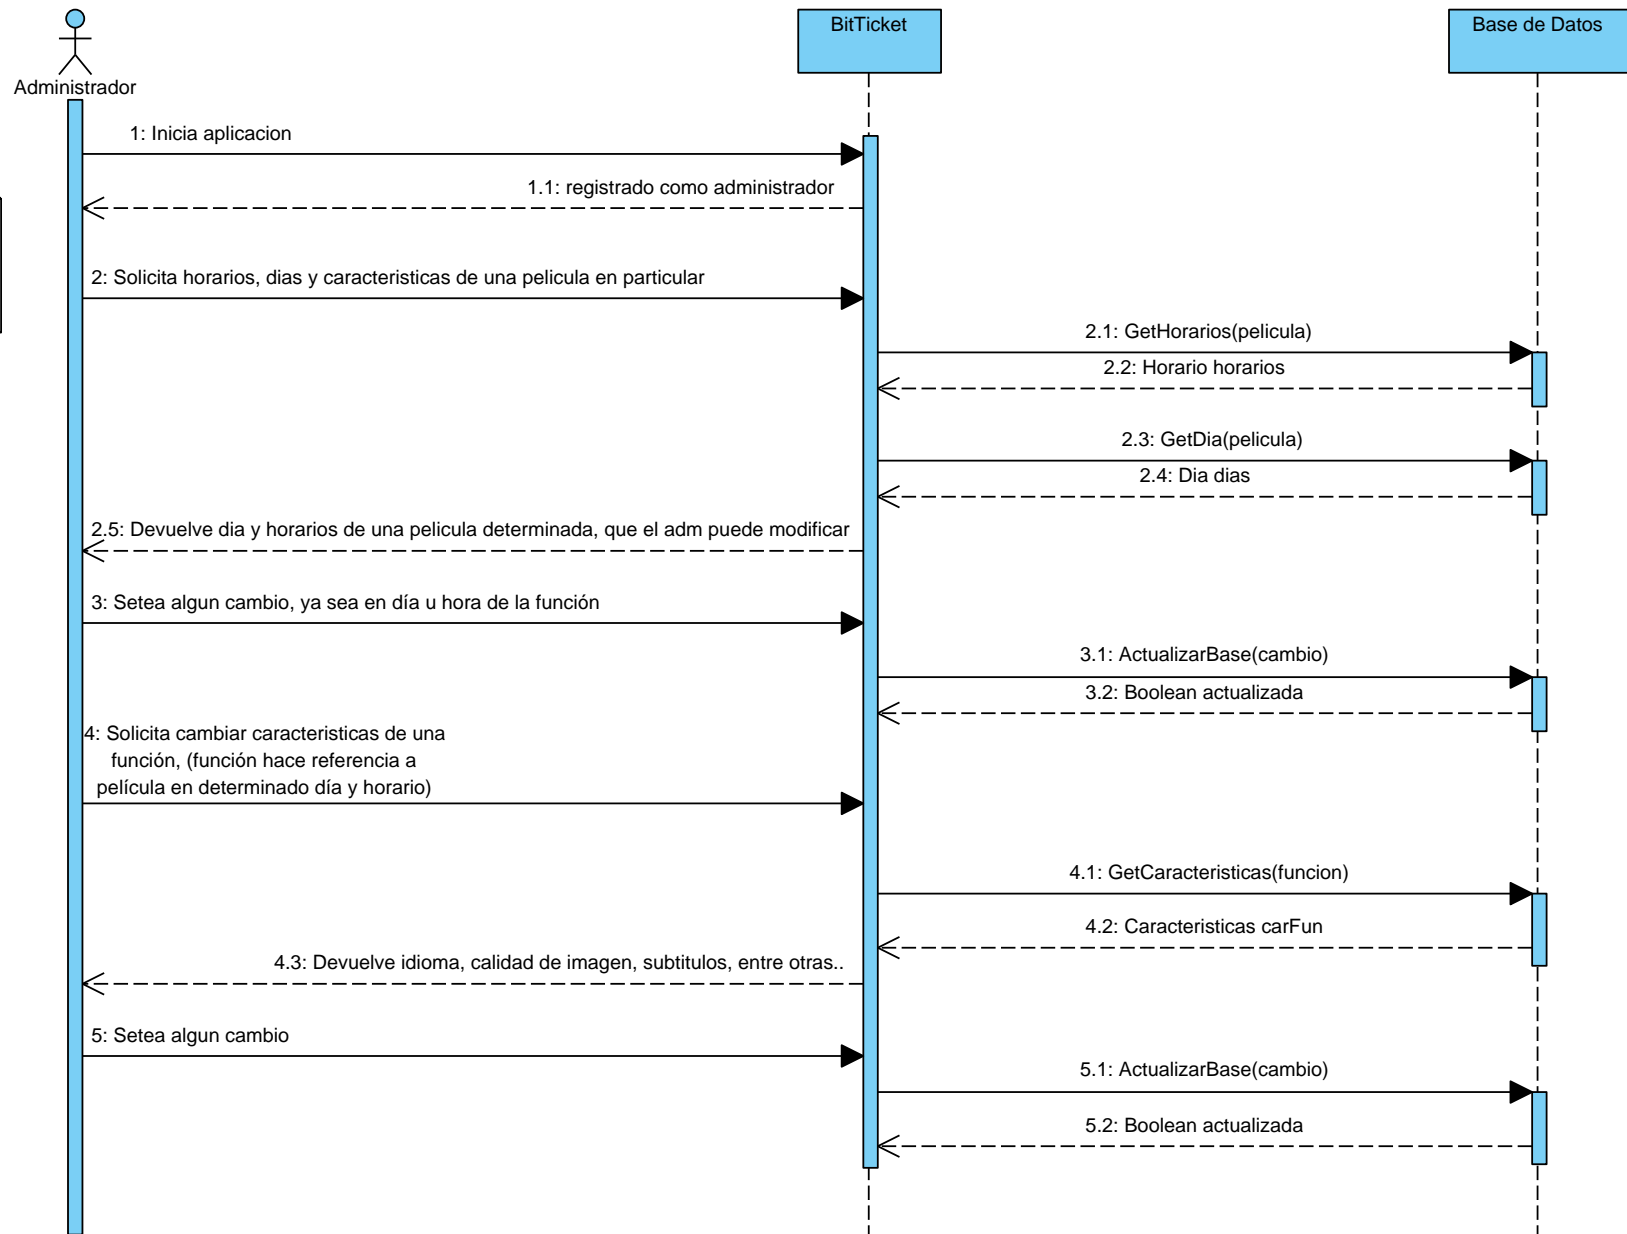 BitTicket
Base de Datos
Administrador
1: Inicia aplicacion
1.1: registrado como administrador
2: Solicita horarios, dias y caracteristicas de una pelicula en particular
2.1: GetHorarios(pelicula)
2.2: Horario horarios
2.3: GetDia(pelicula)
2.4: Dia dias
2.5: Devuelve dia y horarios de una pelicula determinada, que el adm puede modificar
3: Setea algun cambio, ya sea en día u hora de la función
3.1: ActualizarBase(cambio)
3.2: Boolean actualizada
4: Solicita cambiar caracteristicas de una
función, (función hace referencia a
película en determinado día y horario)
4.1: GetCaracteristicas(funcion)
4.2: Caracteristicas carFun
4.3: Devuelve idioma, calidad de imagen, subtitulos, entre otras..
5: Setea algun cambio
5.1: ActualizarBase(cambio)
5.2: Boolean actualizada